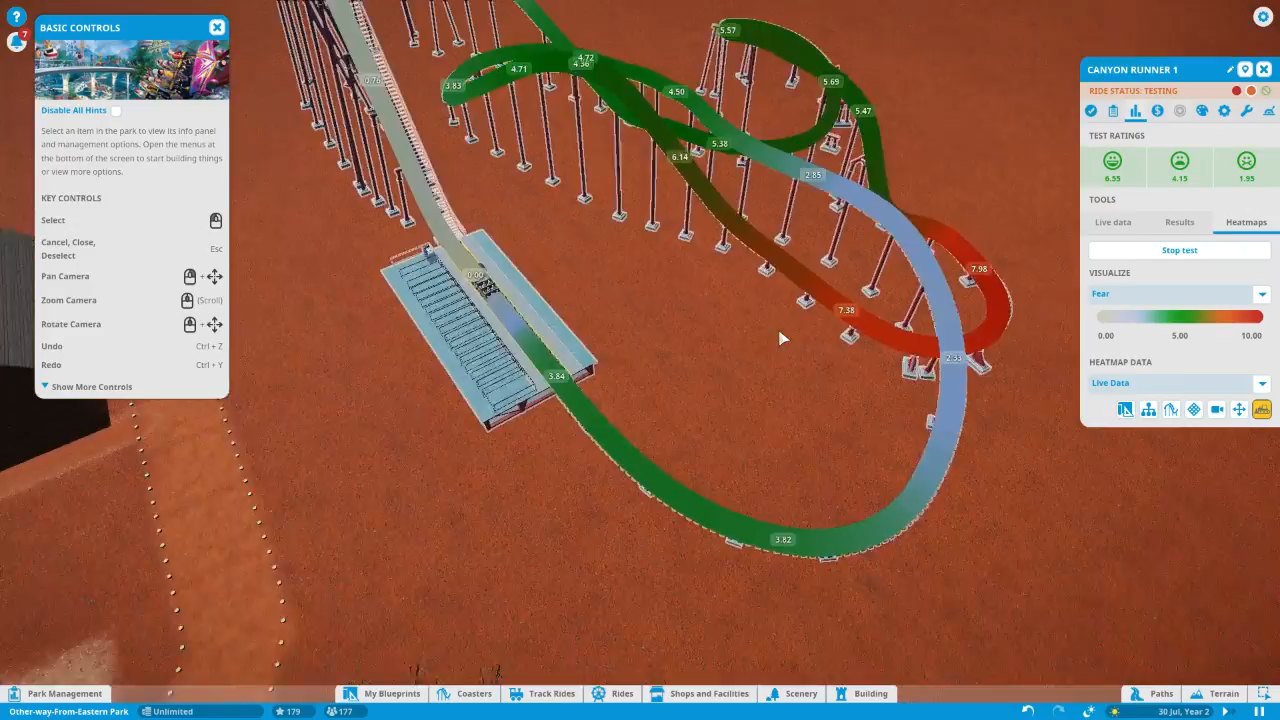 ?
7
BASIC CONTROLS
Disable All Hints
Select an item in the park to view its info panel
and management options. Open the menus at
the bottom of the screen to start building things
or view more options.
KEY CONTROLS
Select
Cancel, Close,
Deselect
Esc
Pan Camera
+
Zoom Camera
(Scroll)
Rotate Camera
+
Undo
Ctrl + Z
Redo
Ctrl + Y
Show More Controls
5.57
4.72
4.71
3.83
4.50
5.69
5.47
5.38
6.14
2.85
7.98
7.38
2.33
0.00
3.84
3.82
CANYON RUNNER 1
RIDE STATUS: TESTING
TEST RATINGS
6.55
4.15
1.95
TOOLS
Live data
Results
Heatmaps
Stop test
VISUALIZE
Fear
0.00
5.00
10.00
HEATMAP DATA
Live Data
Park Management
My Blueprints
Coasters
Track Rides
Rides
Shops and Facilities
Scenery
Building
Paths
Terrain
Other-way-From-Eastern Park
Unlimited
179
177
30 Jul, Year 2